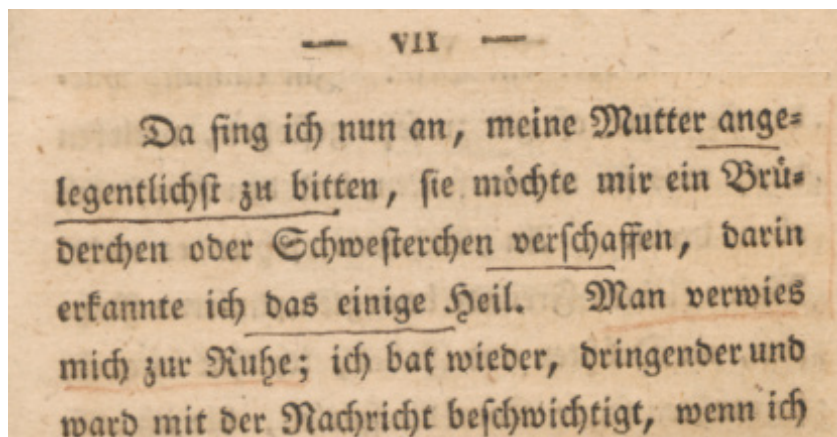 — VII —
Da fing ich nun an, meine Mutter ange-
legentlichst zu bitten, sie möchte mir ein Brü-
derchen oder Schwesterchen verschaffen, darin
erkannte ich das einige Heil. Man verwies
mich zur Ruhe; ich bat wieder, dringender und
ward mit der Nachricht beschwichtigt, wenn ich